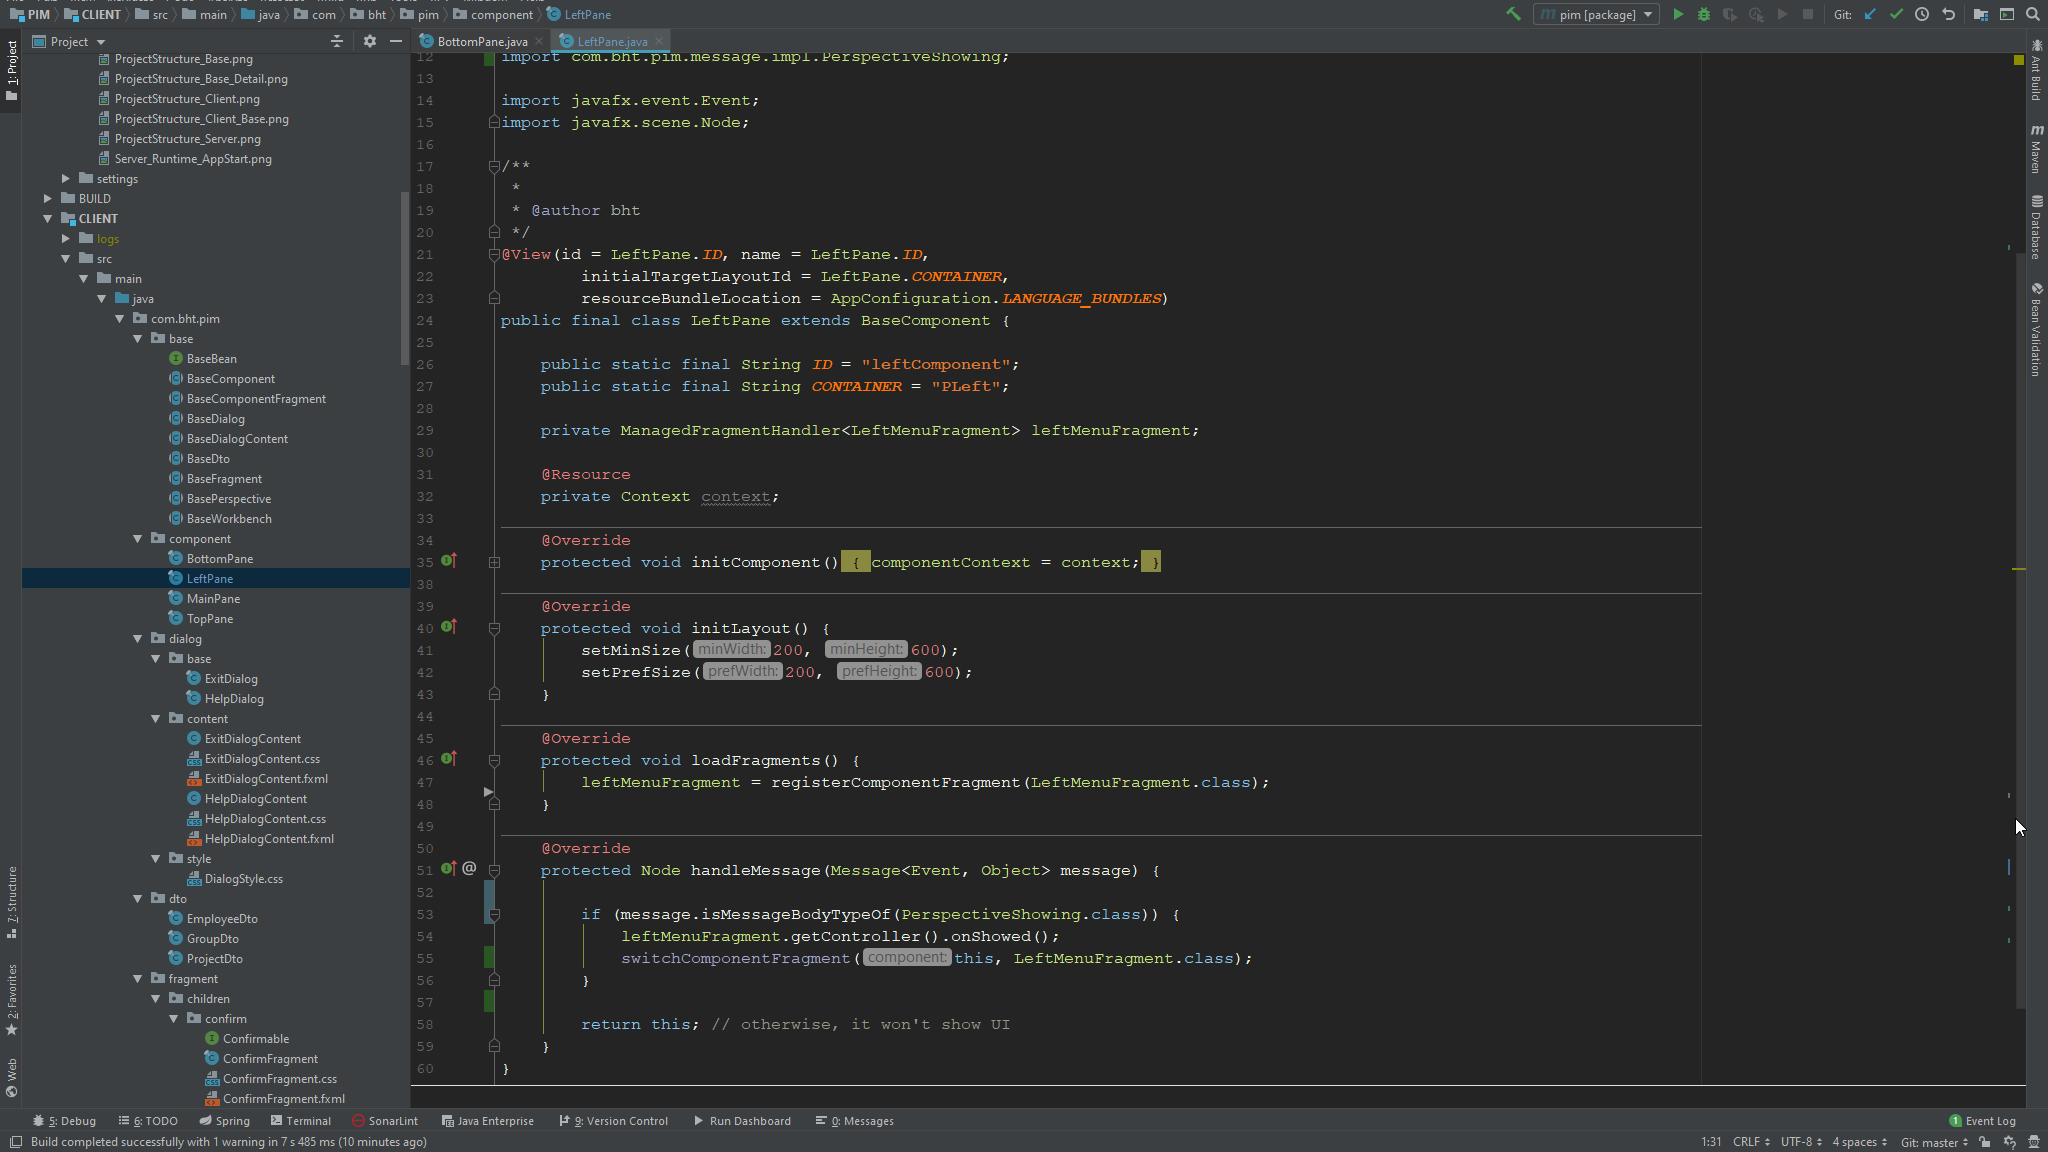 PIM CLIENT src main java com bht pim component LeftPane
pim [package] Git:
Project
BottomPane.java LeftPane.java
1: Project
ProjectStructure_Base.png
ProjectStructure_Base_Detail.png
ProjectStructure_Client.png
ProjectStructure_Client_Base.png
ProjectStructure_Server.png
Server_Runtime_AppStart.png
settings
BUILD
CLIENT
logs
src
main
java
com.bht.pim
base
BaseBean
BaseComponent
BaseComponentFragment
BaseDialog
BaseDialogContent
BaseDto
BaseFragment
BasePerspective
BaseWorkbench
component
BottomPane
LeftPane
MainPane
TopPane
dialog
base
ExitDialog
HelpDialog
content
ExitDialogContent
ExitDialogContent.css
ExitDialogContent.fxml
HelpDialogContent
HelpDialogContent.css
HelpDialogContent.fxml
style
DialogStyle.css
dto
EmployeeDto
GroupDto
ProjectDto
fragment
children
confirm
Confirmable
ConfirmFragment
ConfirmFragment.css
ConfirmFragment.fxml
7: Structure
2: Favorites
Web
12 import com.bht.pim.message.impl.PerspectiveShowing;
13
14 import javafx.event.Event;
15 import javafx.scene.Node;
16
17 /**
18 *
19 * @author bht
20 */
21 @View(id = LeftPane.ID, name = LeftPane.ID,
22 initialTargetLayoutId = LeftPane.CONTAINER,
23 resourceBundleLocation = AppConfiguration.LANGUAGE_BUNDLES)
24 public final class LeftPane extends BaseComponent {
25
26 public static final String ID = "leftComponent";
27 public static final String CONTAINER = "PLeft";
28
29 private ManagedFragmentHandler<LeftMenuFragment> leftMenuFragment;
30
31 @Resource
32 private Context context;
33
34 @Override
35 protected void initComponent() { componentContext = context; }
38
39 @Override
40 protected void initLayout() {
41 setMinSize( minWidth: 200, minHeight: 600);
42 setPrefSize( prefWidth: 200, prefHeight: 600);
43 }
44
45 @Override
46 protected void loadFragments() {
47 leftMenuFragment = registerComponentFragment(LeftMenuFragment.class);
48 }
49
50 @Override
51 @ protected Node handleMessage(Message<Event, Object> message) {
52
53 if (message.isMessageBodyTypeOf(PerspectiveShowing.class)) {
54 leftMenuFragment.getController().onShowed();
55 switchComponentFragment( component: this, LeftMenuFragment.class);
56 }
57
58 return this; // otherwise, it won't show UI
59 }
60 }
Ant Build
Maven
Database
Bean Validation
5: Debug 6: TODO Spring Terminal SonarLint Java Enterprise 9: Version Control Run Dashboard 0: Messages 1 Event Log
Build completed successfully with 1 warning in 7 s 485 ms (10 minutes ago) 1:31 CRLF UTF-8 4 spaces Git: master